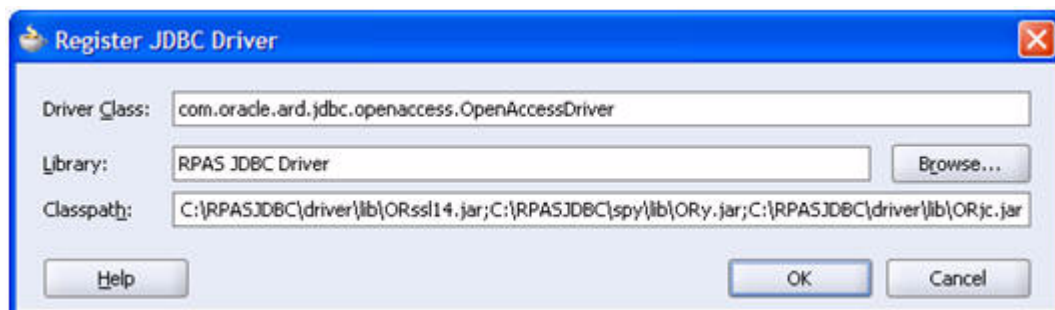 Register JDBC Driver
Driver Class: com.oracle.ard.jdbc.openaccess.OpenAccessDriver
Library: RPAS JDBC Driver Browse...
Classpath: C:\RPASJDBC\driver\lib\ORssl14.jar;C:\RPASJDBC\spy\lib\ORy.jar;C:\RPASJDBC\driver\lib\ORjc.jar
Help OK Cancel